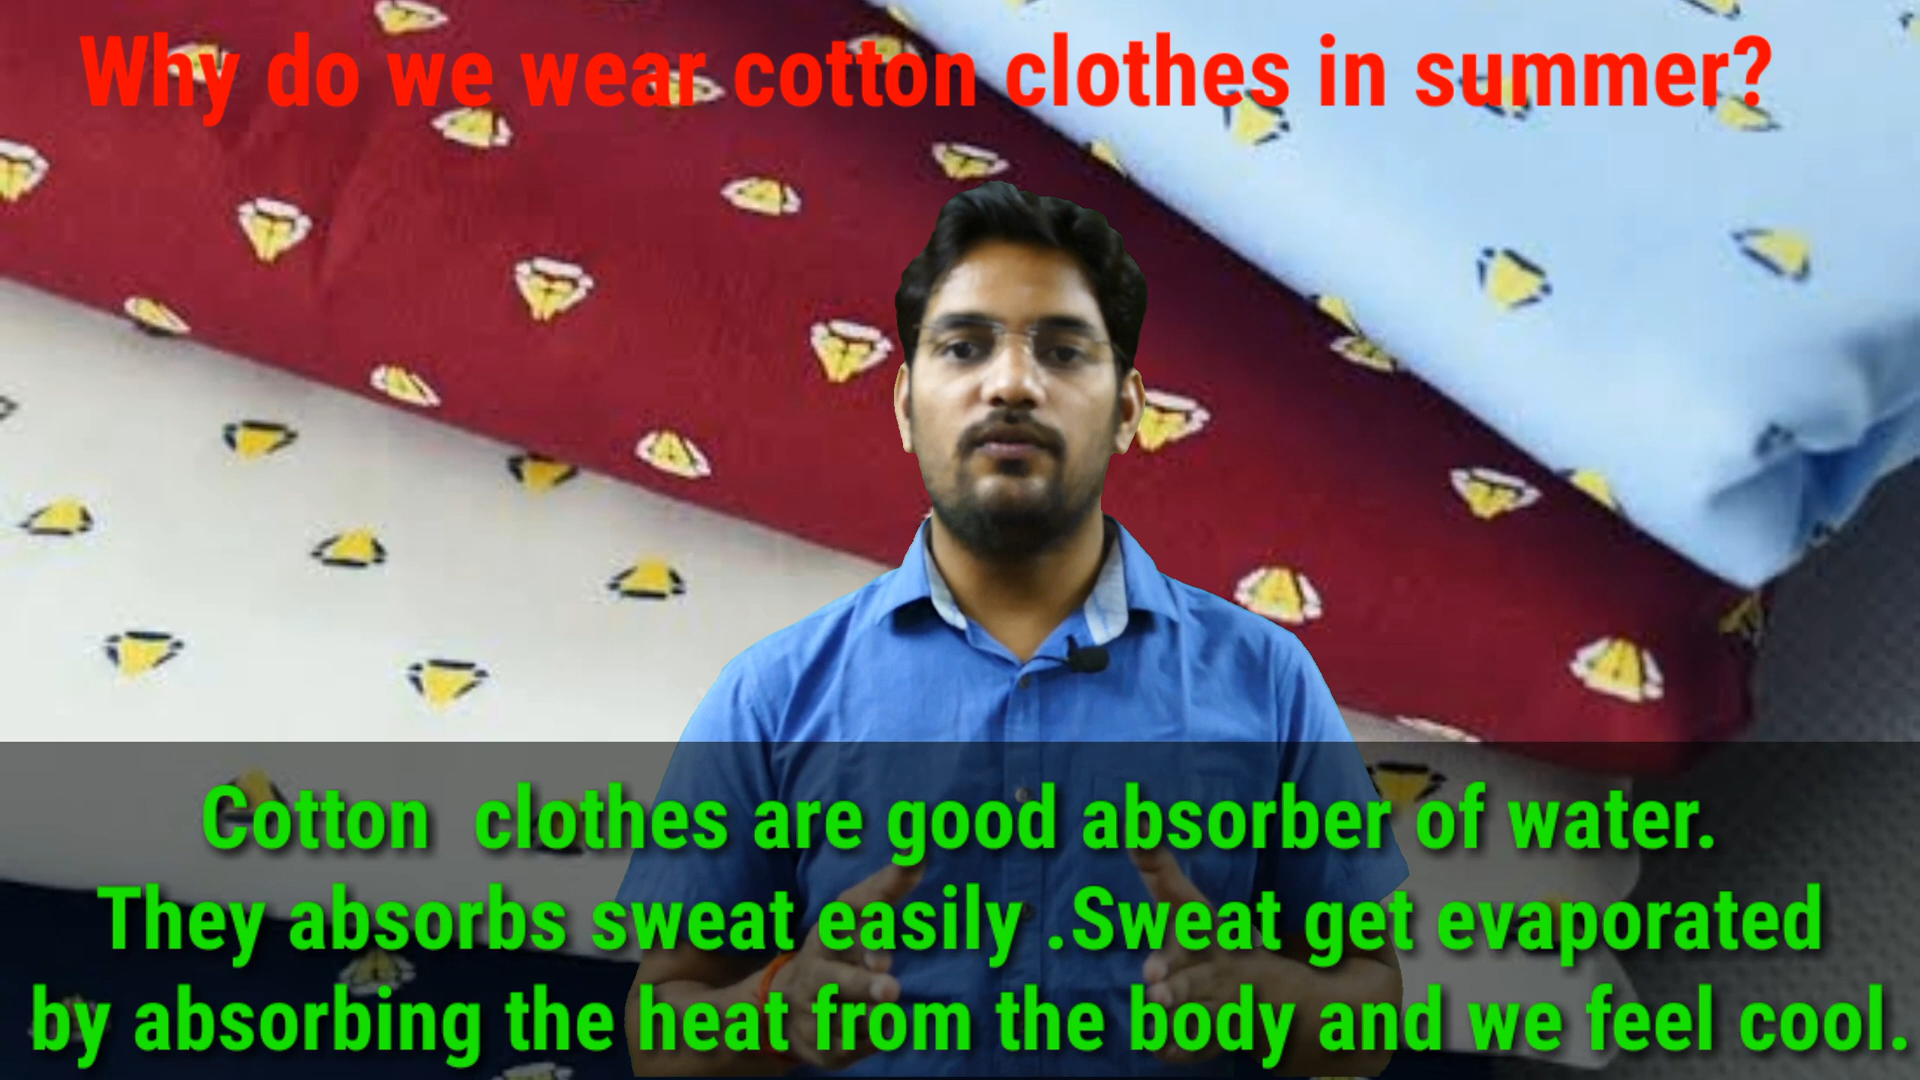 Why do we wear cotton clothes in summer?
Cotton clothes are good absorber of water.
They absorbs sweat easily .Sweat get evaporated
by absorbing the heat from the body and we feel cool.